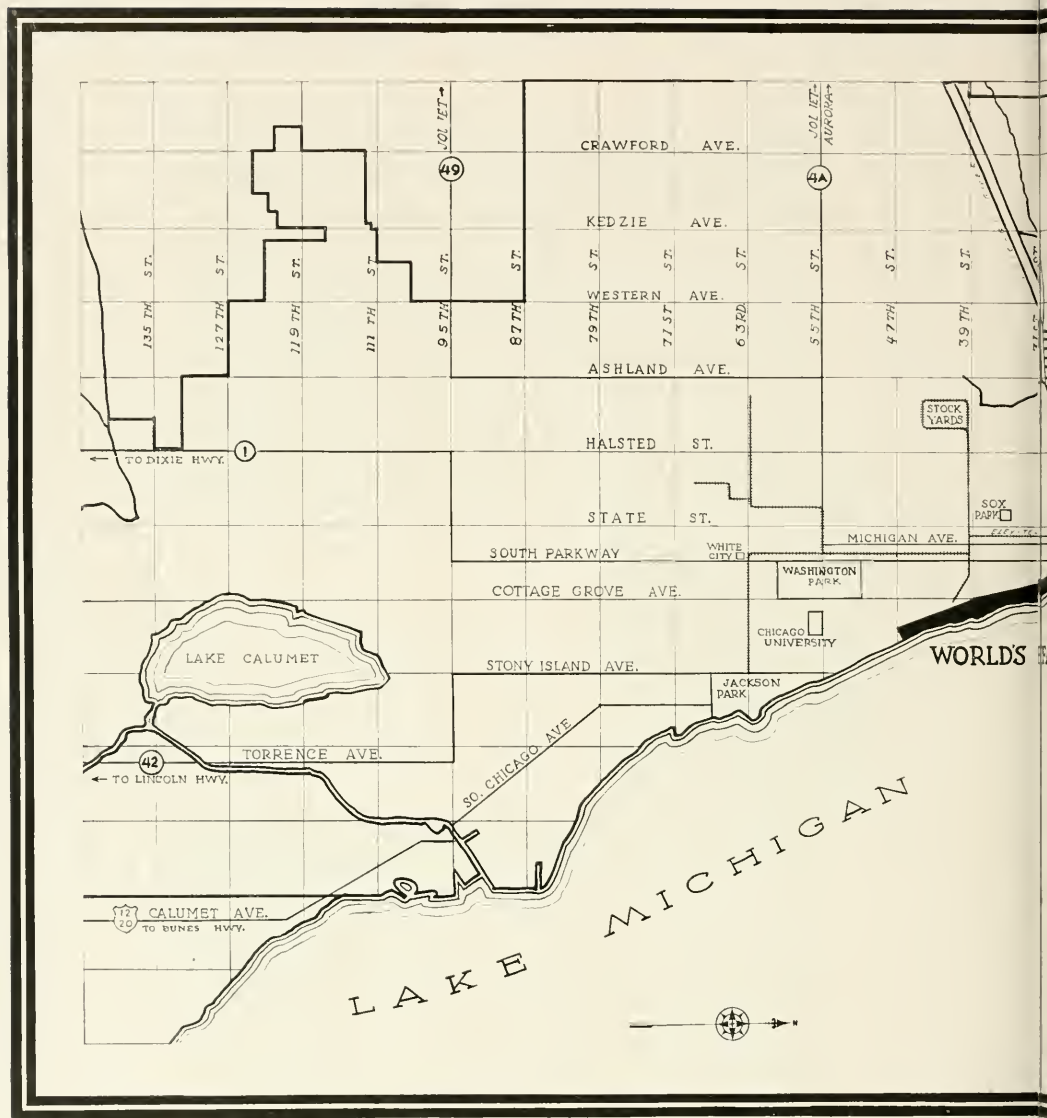 JOLIET→
JOLIET→
AURORA→
CRAWFORD AVE.
49
4A
KEDZIE AVE.
135TH ST.
127TH ST.
119TH ST.
111TH ST.
95TH ST.
87TH ST.
79TH ST.
71ST ST.
63RD. ST.
55TH ST.
47TH ST.
39TH ST.
WESTERN AVE.
ASHLAND AVE.
STOCK
YARDS
HALSTED ST.
1
← TO DIXIE HWY.
SOX
PARK
STATE ST.
MICHIGAN AVE.
SOUTH PARKWAY
WHITE
CITY
WASHINGTON
PARK
COTTAGE GROVE AVE.
CHICAGO
UNIVERSITY
LAKE CALUMET
STONY ISLAND AVE.
WORLD'S
JACKSON
PARK
TORRENCE AVE.
42
← TO LINCOLN HWY.
SO. CHICAGO AVE
12
20
CALUMET AVE.
TO DUNES HWY.
LAKE MICHIGAN
N